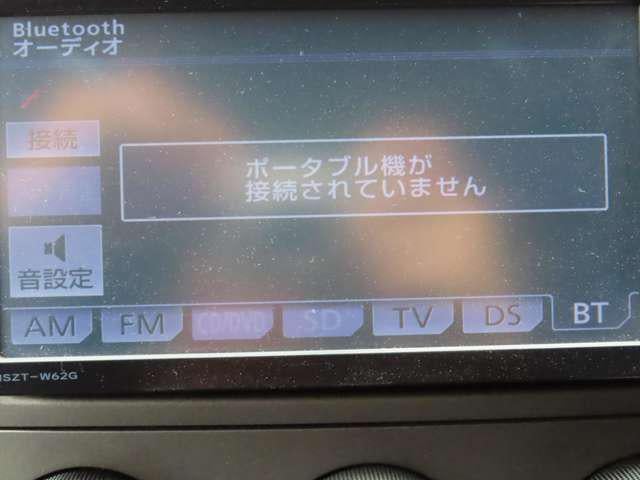 Bluetooth
オーディオ
接続
ポータブル機が
接続されていません
音設定
AM FM CD/DVD SD TV DS BT
NSZT-W62G